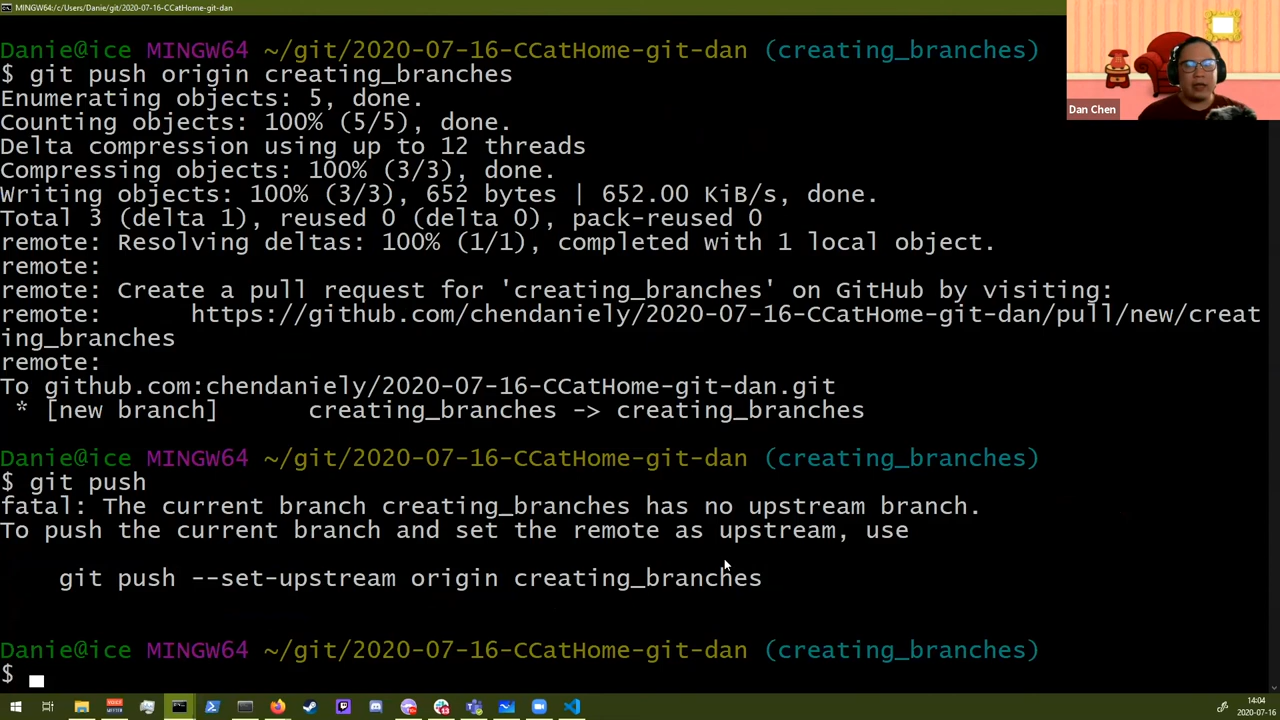 MINGW64:/c/Users/Danie/git/2020-07-16-CCatHome-git-dan
Danie@ice MINGW64 ~/git/2020-07-16-CCatHome-git-dan (creating_branches)
$ git push origin creating_branches
Enumerating objects: 5, done.
Counting objects: 100% (5/5), done.
Delta compression using up to 12 threads
Compressing objects: 100% (3/3), done.
Writing objects: 100% (3/3), 652 bytes | 652.00 KiB/s, done.
Total 3 (delta 1), reused 0 (delta 0), pack-reused 0
remote: Resolving deltas: 100% (1/1), completed with 1 local object.
remote:
remote: Create a pull request for 'creating_branches' on GitHub by visiting:
remote:      https://github.com/chendaniely/2020-07-16-CCatHome-git-dan/pull/new/creat
ing_branches
remote:
To github.com:chendaniely/2020-07-16-CCatHome-git-dan.git
 * [new branch]      creating_branches -> creating_branches
Danie@ice MINGW64 ~/git/2020-07-16-CCatHome-git-dan (creating_branches)
$ git push
fatal: The current branch creating_branches has no upstream branch.
To push the current branch and set the remote as upstream, use
    git push --set-upstream origin creating_branches
Danie@ice MINGW64 ~/git/2020-07-16-CCatHome-git-dan (creating_branches)
$
Dan Chen
14:04
2020-07-16